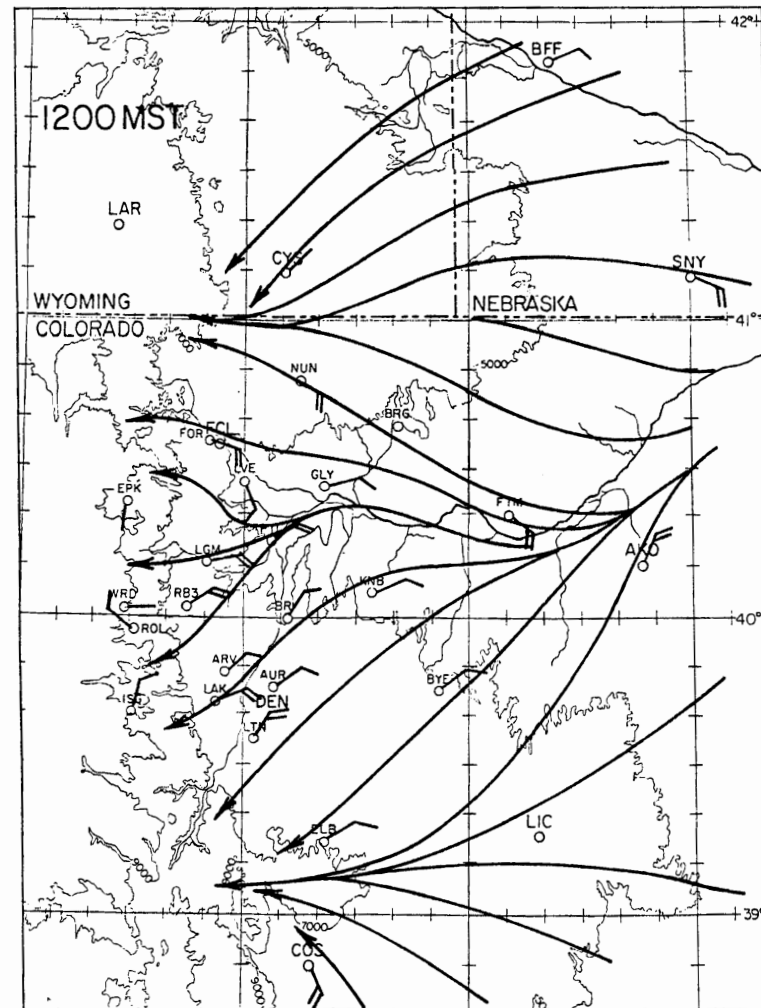 42°
5000
BFF
1200 MST
LAR
CYS
SNY
WYOMING
NEBRASKA
COLORADO
41°
5000
NUN
BRG
FOR
FCL
GLY
EPK
FTM
AKO
LGM
KNB
WRD
RB3
BRI
ROL
40°
ARV
AUR
BYE
ISG
LAK
DEN
ELB
LIC
7000
39°
COS
9000